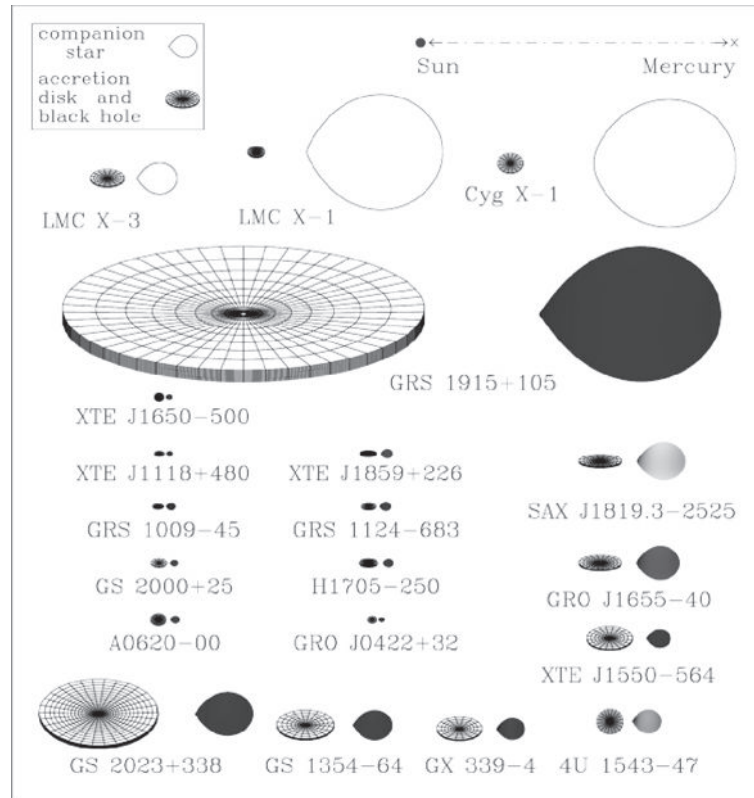 companion
star
accretion
disk and
black hole
Sun
Mercury
×
LMC X-3
LMC X-1
Cyg X-1
GRS 1915+105
XTE J1650-500
XTE J1118+480
XTE J1859+226
SAX J1819.3-2525
GRS 1009-45
GRS 1124-683
GS 2000+25
H1705-250
GRO J1655-40
A0620-00
GRO J0422+32
XTE J1550-564
GS 2023+338
GS 1354-64
GX 339-4
4U 1543-47